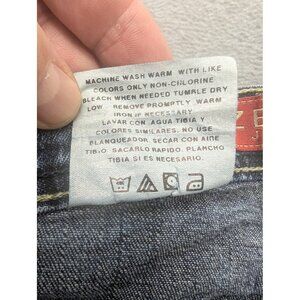 MACHINE WASH WARM WITH LIKE
COLORS ONLY NON-CHLORINE
BLEACH WHEN NEEDED TUMBLE DRY
LOW. REMOVE PROMPTLY. WARM
IRON IF NECESSARY.
LAVAR CON AGUA TIBIA Y
COLORES SIMILARES. NO USE
BLANQUEADOR. SECAR CON AIRE
TIBIO. SACARLO RAPIDO. PLANCHO
TIBIA SI ES NECESARIO.